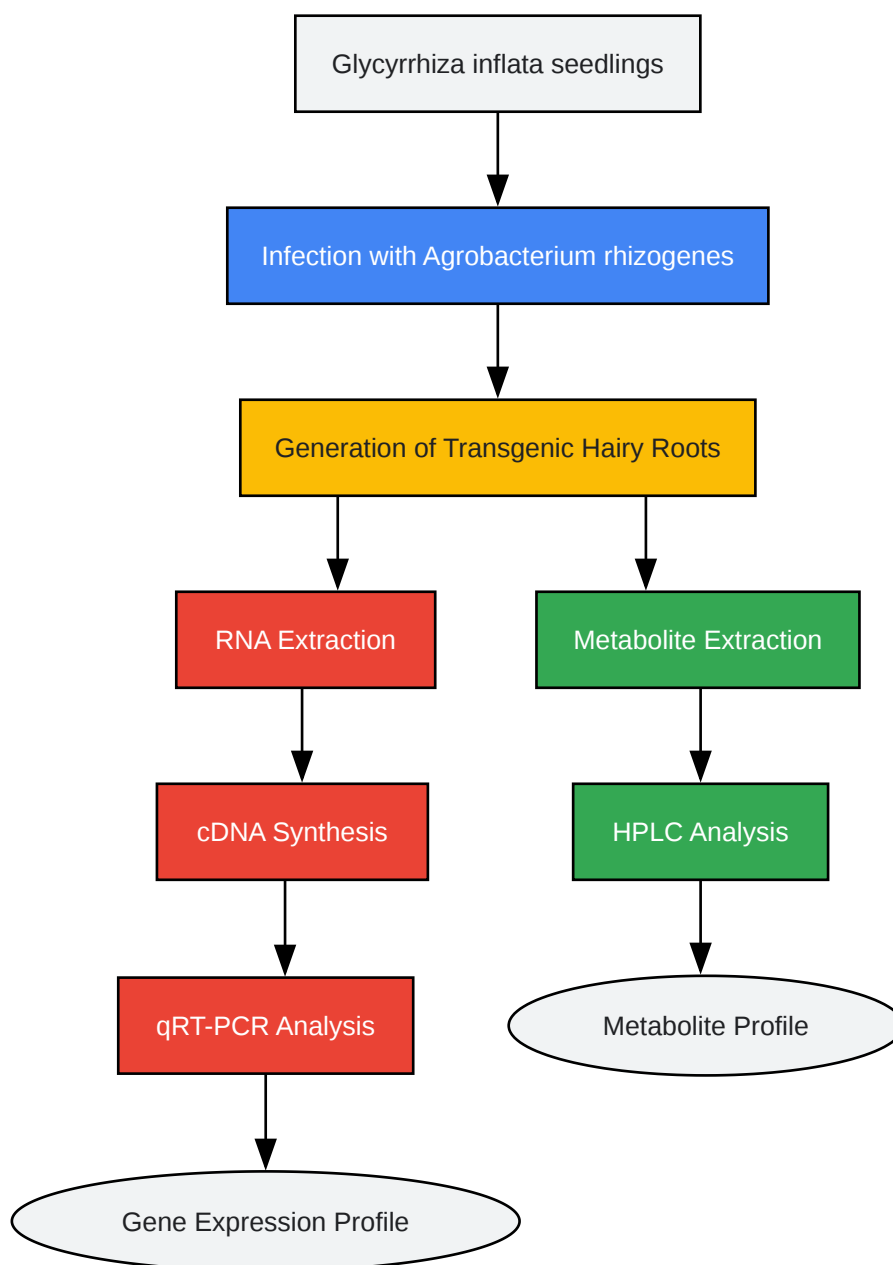 Glycyrrhiza inflata seedlings
Infection with Agrobacterium rhizogenes
Generation of Transgenic Hairy Roots
RNA Extraction
Metabolite Extraction
cDNA Synthesis
HPLC Analysis
qRT-PCR Analysis
Metabolite Profile
Gene Expression Profile